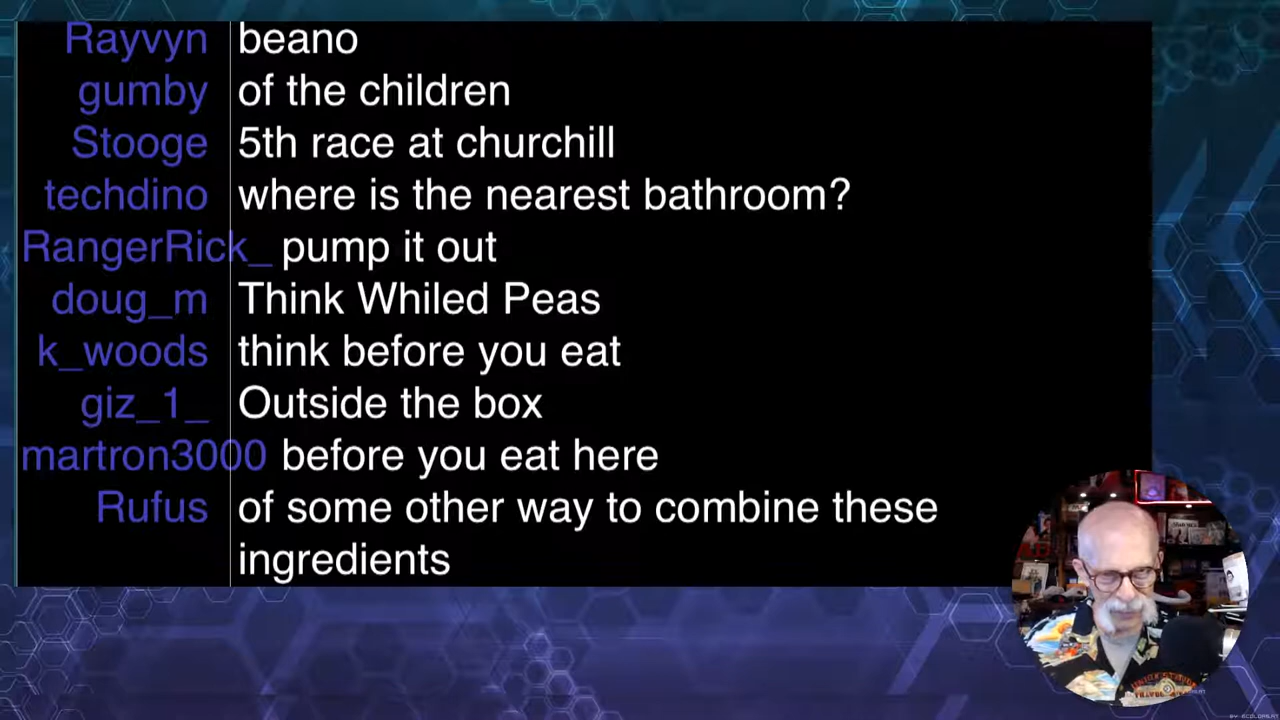 Rayvyn beano
gumby of the children
Stooge 5th race at churchill
techdino where is the nearest bathroom?
RangerRick_ pump it out
doug_m Think Whiled Peas
k_woods think before you eat
giz_1_ Outside the box
martron3000 before you eat here
Rufus of some other way to combine these
ingredients